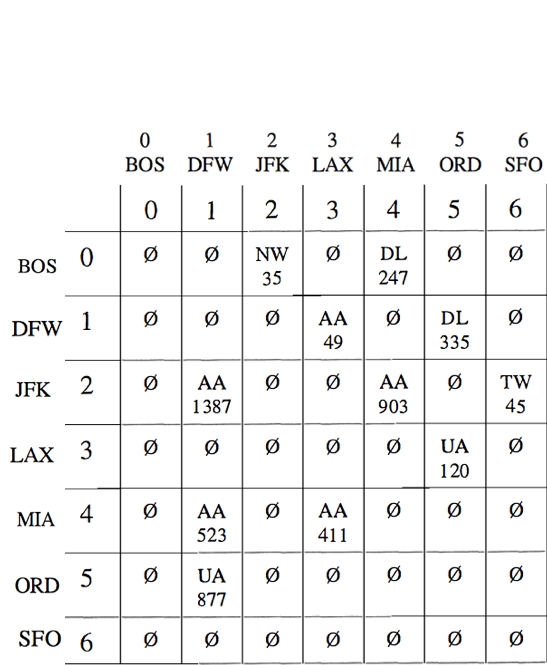 0 1 2 3 4 5 6
BOS DFW JFK LAX MIA ORD SFO
0 1 2 3 4 5 6
BOS 0 Ø Ø NW 35 Ø DL 247 Ø Ø
DFW 1 Ø Ø Ø AA 49 Ø DL 335 Ø
JFK 2 Ø AA 1387 Ø Ø AA 903 Ø TW 45
LAX 3 Ø Ø Ø Ø Ø UA 120 Ø
MIA 4 Ø AA 523 Ø AA 411 Ø Ø Ø
ORD 5 Ø UA 877 Ø Ø Ø Ø Ø
SFO 6 Ø Ø Ø Ø Ø Ø Ø